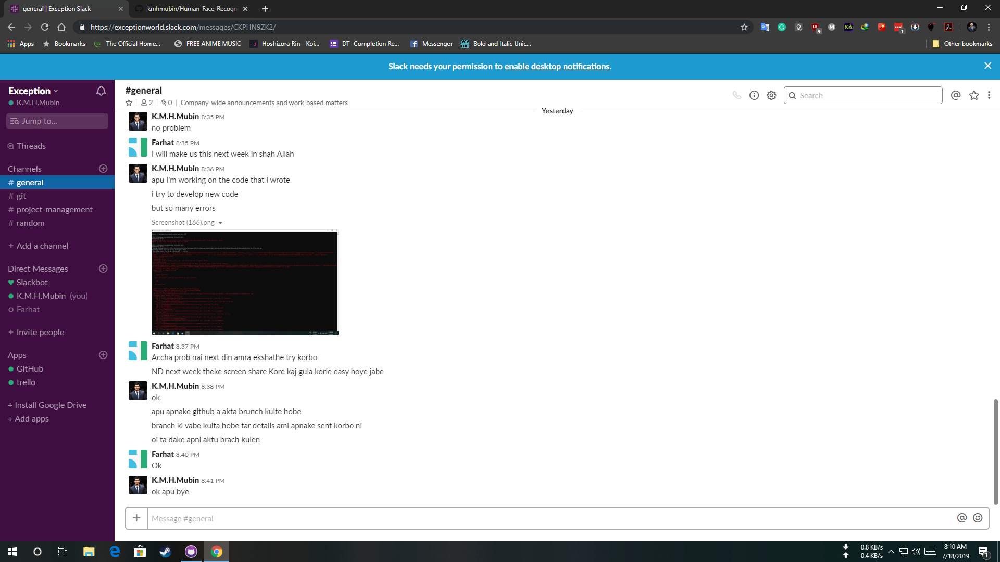 general | Exception Slack
kmhmubin/Human-Face-Recogni
https://exceptionworld.slack.com/messages/CKPHN9ZK2/
Apps
Bookmarks
The Official Home...
FREE ANIME MUSIC
Hoshizora Rin - Koi...
DT- Completion Re...
Messenger
Bold and Italic Unic...
Other bookmarks
Slack needs your permission to enable desktop notifications.
Exception
K.M.H.Mubin
Jump to...
Threads
Channels
# general
# git
# project-management
# random
+ Add a channel
Direct Messages
Slackbot
K.M.H.Mubin (you)
Farhat
+ Invite people
Apps
GitHub
trello
+ Install Google Drive
+ Add apps
#general
2 | 0 | Company-wide announcements and work-based matters
Search
Yesterday
K.M.H.Mubin 8:35 PM
no problem
Farhat 8:35 PM
I will make us this next week in shah Allah
K.M.H.Mubin 8:36 PM
apu I'm working on the code that i wrote
i try to develop new code
but so many errors
Screenshot (166).png
Farhat 8:37 PM
Accha prob nai next din amra ekshathe try korbo
ND next week theke screen share Kore kaj gula korle easy hoye jabe
K.M.H.Mubin 8:38 PM
ok
apu apnake github a akta brunch kulte hobe
branch ki vabe kulta hobe tar details ami apnake sent korbo ni
oi ta dake apni aktu brach kulen
Farhat 8:40 PM
Ok
K.M.H.Mubin 8:41 PM
ok apu bye
Message #general
0.8 KB/s
0.4 KB/s
8:10 AM
7/18/2019